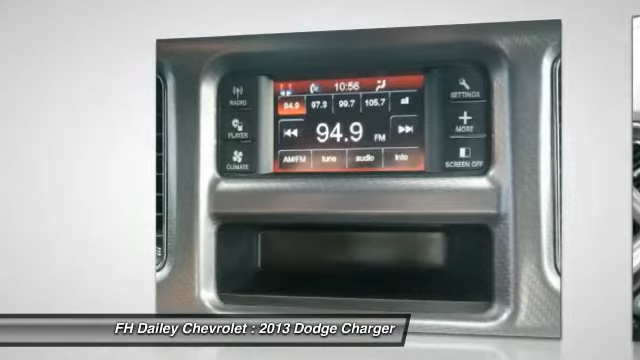 10:56
94.9 97.3 99.7 105.7 all
RADIO
SETTINGS
94.9 FM
PLAYER
MORE
AM/FM tune audio info
CLIMATE
SCREEN OFF
FH Dailey Chevrolet : 2013 Dodge Charger